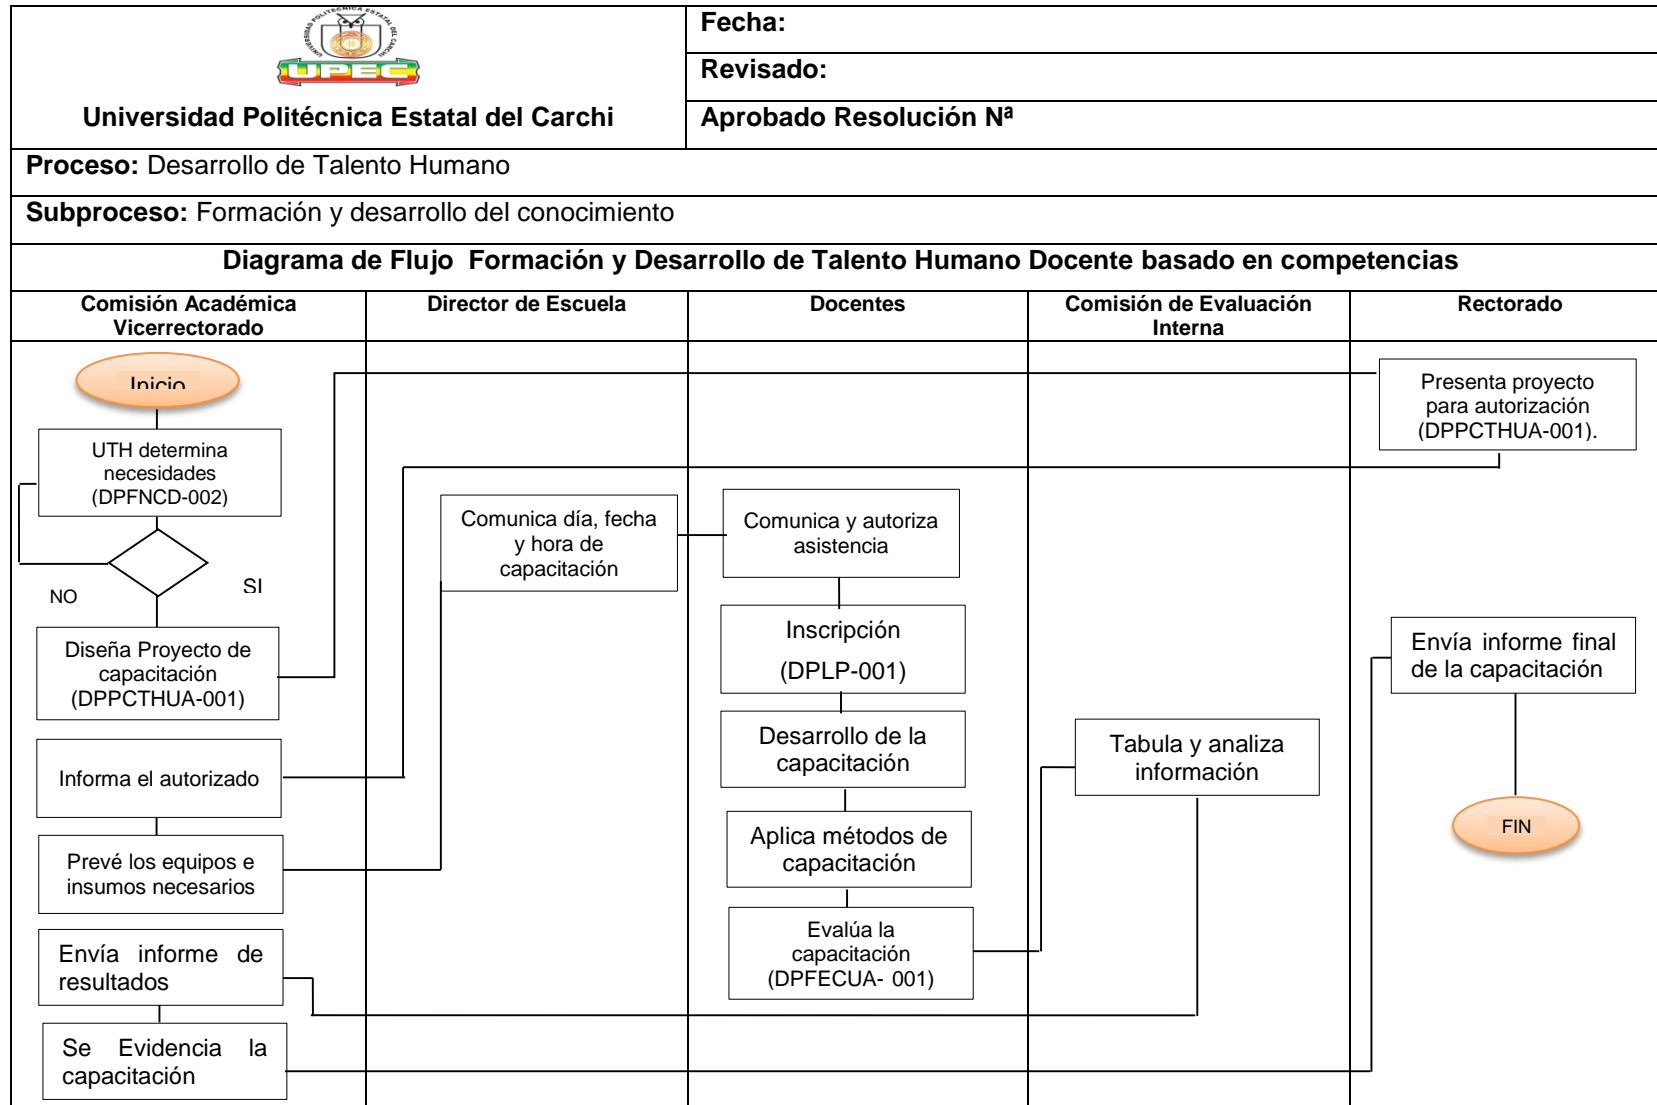 UNIVERSIDAD POLITECNICA ESTATAL DEL CARCHI
UPEC
Universidad Politécnica Estatal del Carchi
Fecha:
Revisado:
Aprobado Resolución Nª
Proceso: Desarrollo de Talento Humano
Subproceso: Formación y desarrollo del conocimiento
Diagrama de Flujo Formación y Desarrollo de Talento Humano Docente basado en competencias
Comisión Académica
Vicerrectorado
Director de Escuela
Docentes
Comisión de Evaluación
Interna
Rectorado
Inicio
UTH determina
necesidades
(DPFNCD-002)
NO
SI
Diseña Proyecto de
capacitación
(DPPCTHUA-001)
Informa el autorizado
Prevé los equipos e
insumos necesarios
Envía informe de
resultados
Se Evidencia la
capacitación
Comunica día, fecha
y hora de
capacitación
Comunica y autoriza
asistencia
Inscripción
(DPLP-001)
Desarrollo de la
capacitación
Aplica métodos de
capacitación
Evalúa la
capacitación
(DPFECUA- 001)
Tabula y analiza
información
Presenta proyecto
para autorización
(DPPCTHUA-001).
Envía informe final
de la capacitación
FIN